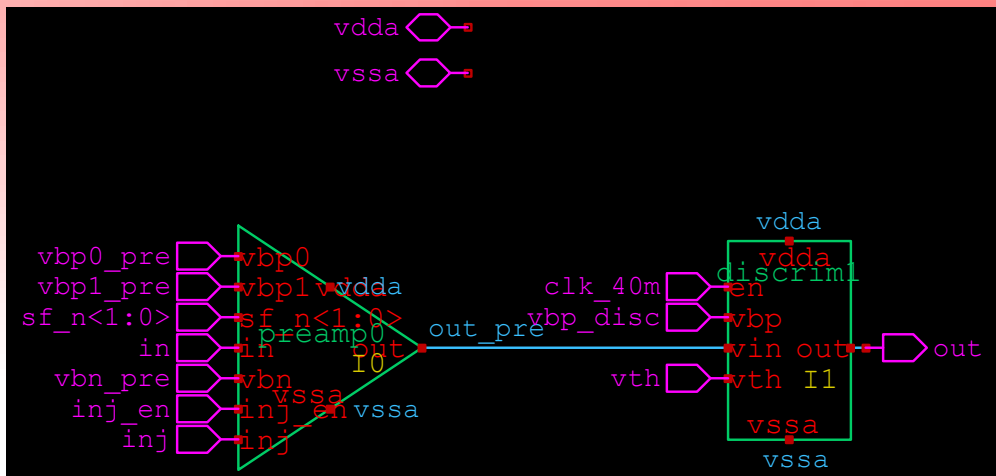 vdda
vssa
vdda
vdda
discrim1
vbp0_pre vbp0
vbp1_pre vbp1 vdda vdda clk_40m en
sf_n<1:0> sf_n<1:0> vbp_disc vbp
preamp0 out_pre
in in out vin out out
I0
vbn_pre vbn vth vth I1
vssa
inj_en inj_en vssa
vssa
inj inj
vssa